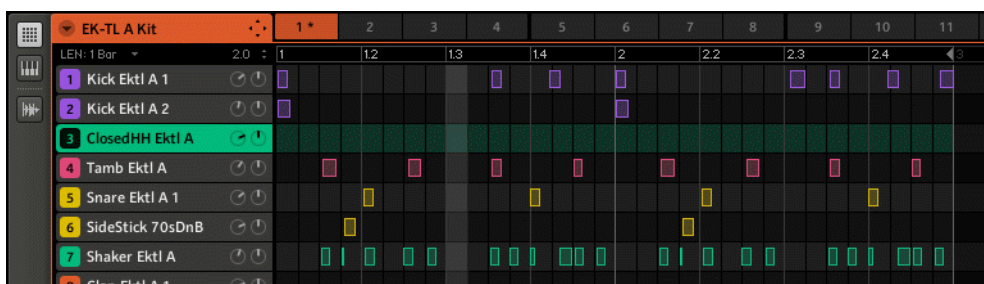 EK-TL A Kit 1 * 2 3 4 5 6 7 8 9 10 11
LEN: 1 Bar 2.0 1 1.2 1.3 1.4 2 2.2 2.3 2.4 3
1 Kick Ektl A 1
2 Kick Ektl A 2
3 ClosedHH Ektl A
4 Tamb Ektl A
5 Snare Ektl A 1
6 SideStick 70sDnB
7 Shaker Ektl A
Clap Ektl A 1